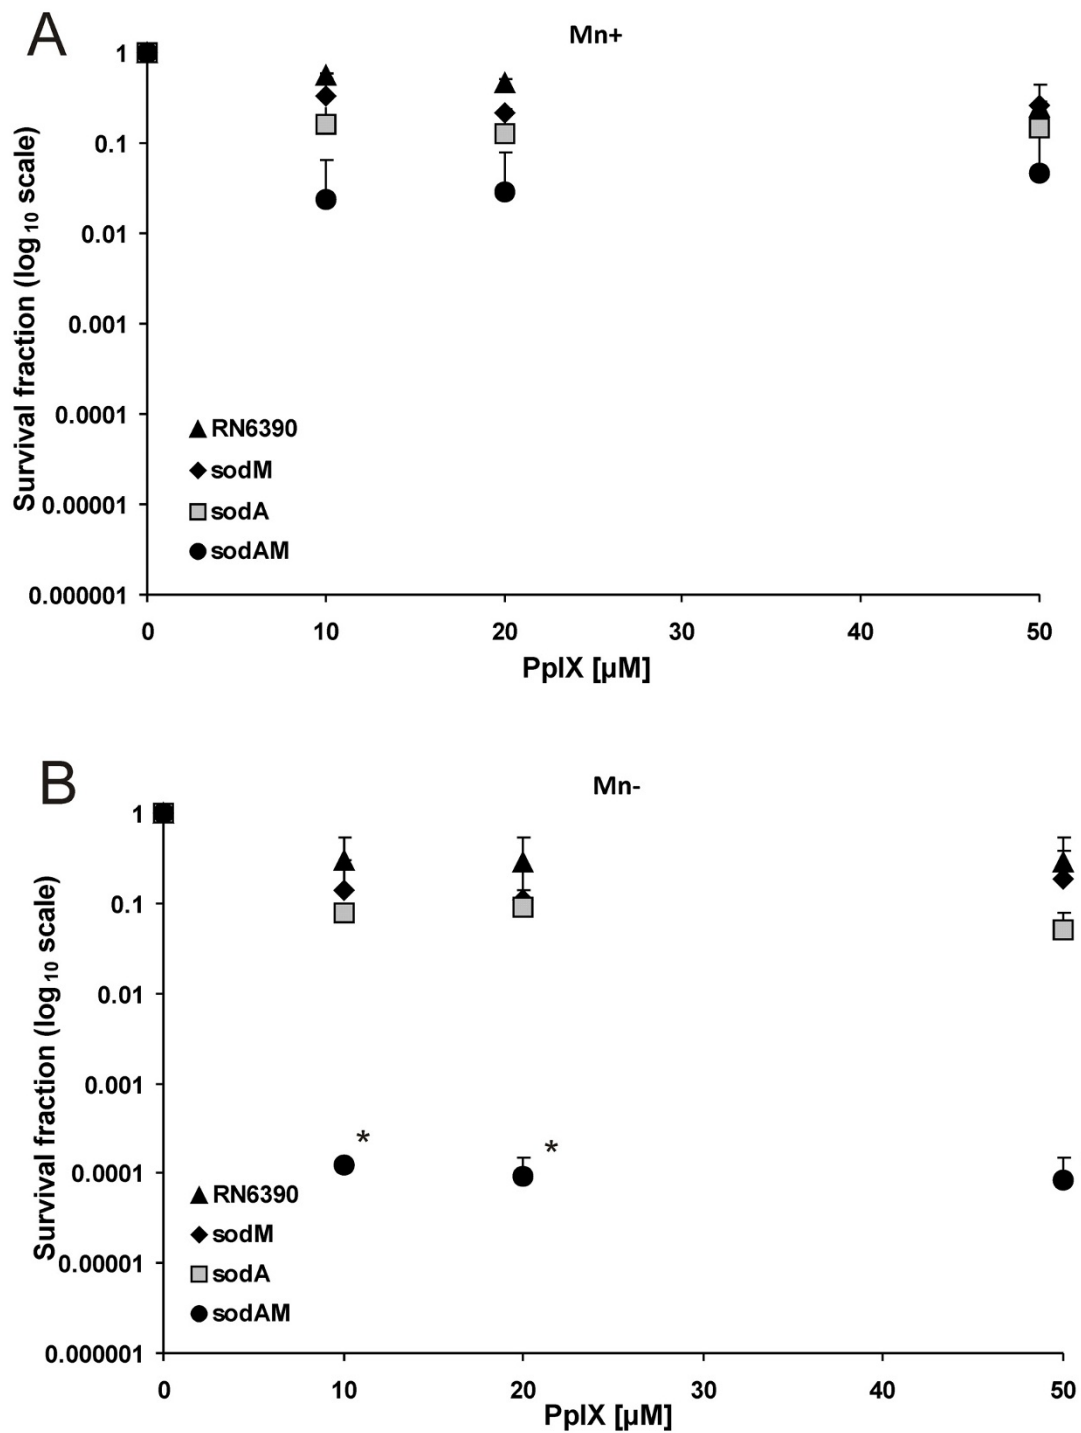 A
Mn+
Survival fraction (log10 scale)
1
0.1
0.01
0.001
0.0001
0.00001
0.000001
RN6390
sodM
sodA
sodAM
0 10 20 30 40 50
PpIX [µM]
B
Mn-
Survival fraction (log10 scale)
1
0.1
0.01
0.001
0.0001
0.00001
0.000001
*
*
RN6390
sodM
sodA
sodAM
0 10 20 30 40 50
PpIX [µM]